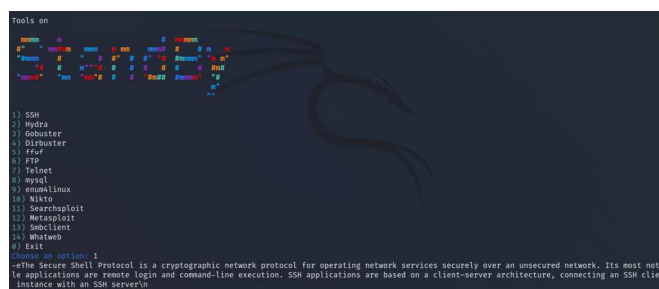 Tools on
StandBy
1) SSH
2) Hydra
3) Gobuster
4) Dirbuster
5) ffuf
6) FTP
7) Telnet
8) mysql
9) enum4linux
10) Nikto
11) Searchsploit
12) Metasploit
13) Smbclient
14) Whatweb
0) Exit
Choose an option: 1
-eThe Secure Shell Protocol is a cryptographic network protocol for operating network services securely over an unsecured network. Its most not
le applications are remote login and command-line execution. SSH applications are based on a client-server architecture, connecting an SSH clie
instance with an SSH server\n